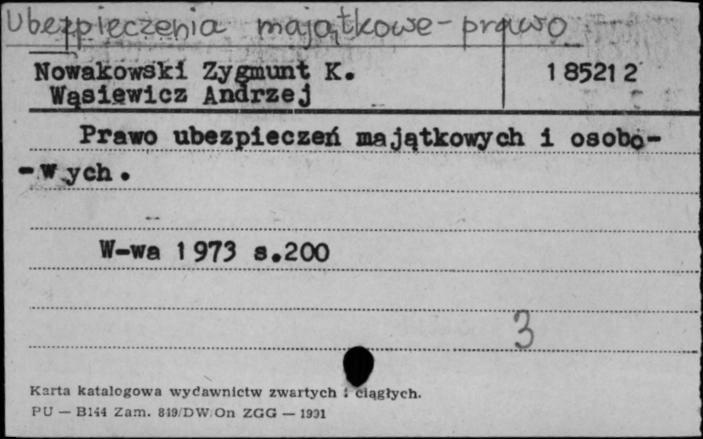 Ubezpieczenia majątkowe - prawo
Nowakowski Zygmunt K. 185212
Wąsiewicz Andrzej
Prawo ubezpieczeń majątkowych i osobo-
-wych.
W-wa 1973 s.200
3
Karta katalogowa wydawnictw zwartych i ciągłych.
PU — B144 Zam. 849/DW/On ZGG — 1991